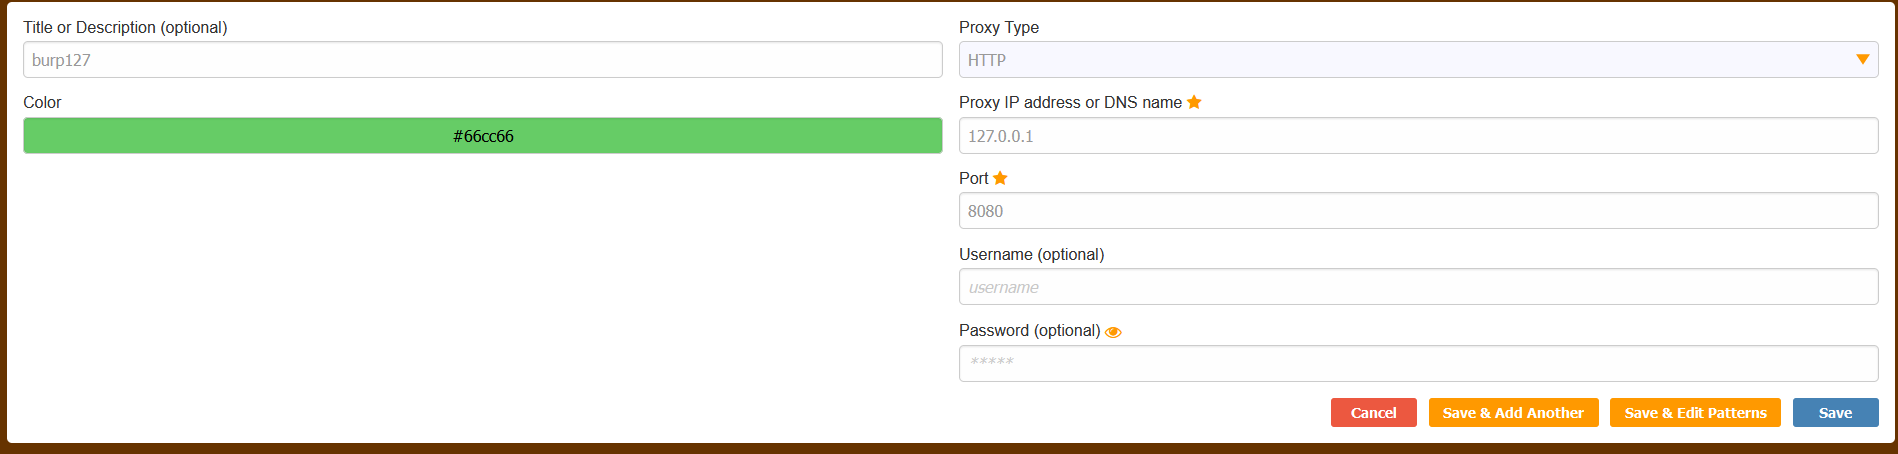 Title or Description (optional)
burp127
Color
#66cc66
Proxy Type
HTTP
Proxy IP address or DNS name
127.0.0.1
Port
8080
Username (optional)
username
Password (optional)
*****
Cancel
Save & Add Another
Save & Edit Patterns
Save